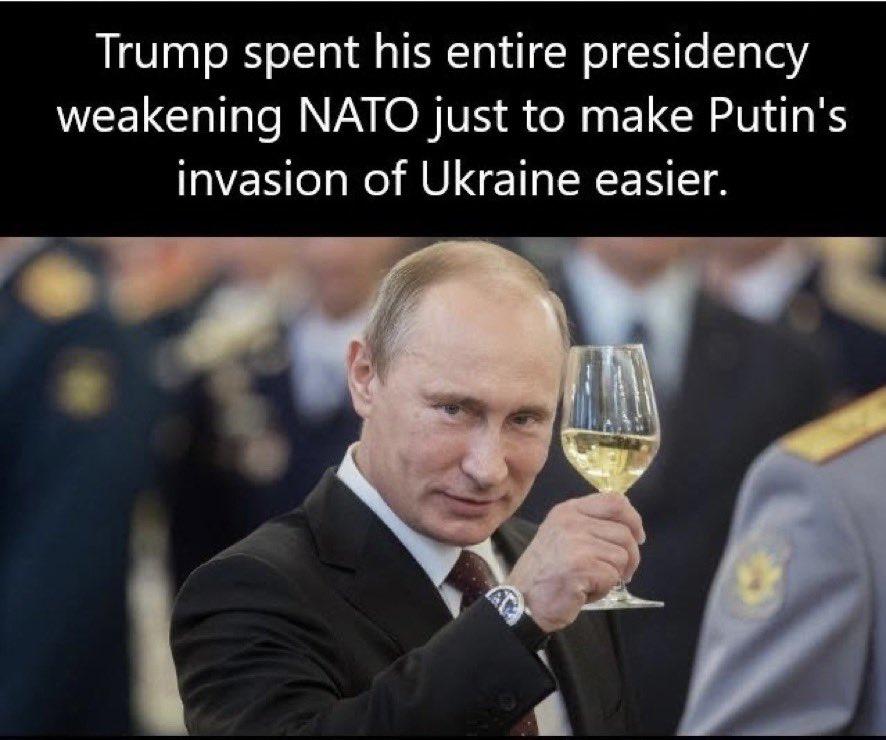 Trump spent his entire presidency
weakening NATO just to make Putin's
invasion of Ukraine easier.